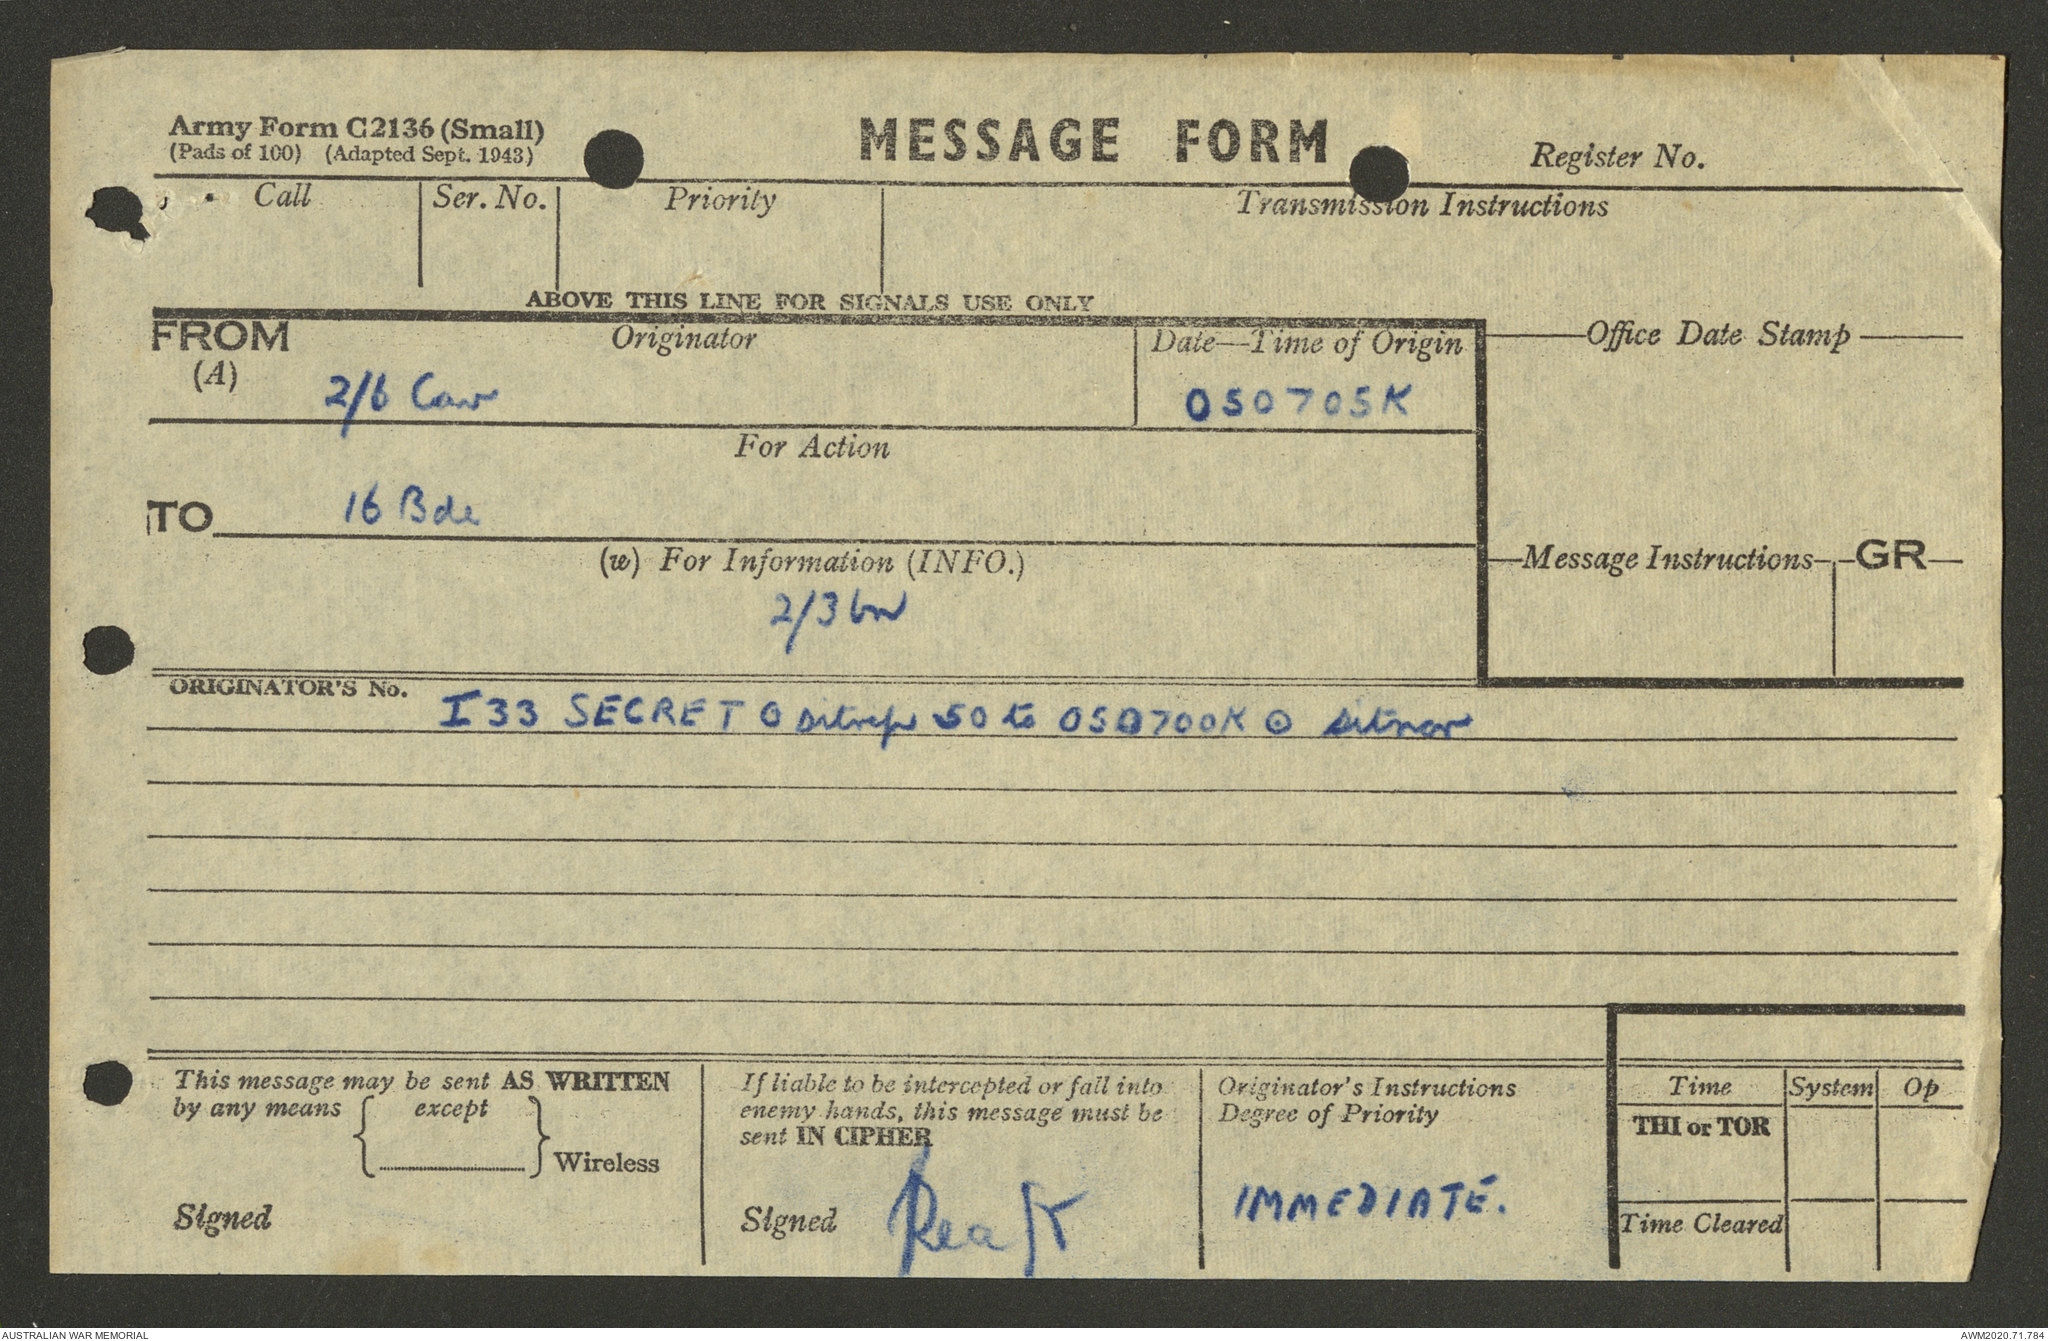 Army Form C2136 (Small)
(Pads of 100) (Adapted Sept. 1943)
MESSAGE FORM
Register No.
Call
Ser. No.
Priority
Transmission Instructions
ABOVE THIS LINE FOR SIGNALS USE ONLY
FROM
(A)
Originator
2/6 Cav
Date—Time of Origin
050705K
Office Date Stamp
For Action
TO
16 Bde
(w) For Information (INFO.)
2/3 bn
Message Instructions
GR
ORIGINATOR'S No.
I 33 SECRET ⊙ sitrep 50 to 050700K ⊙ sitnor
This message may be sent AS WRITTEN
by any means { except
} Wireless
Signed
If liable to be intercepted or fall into
enemy hands, this message must be
sent IN CIPHER
Signed
Originator's Instructions
Degree of Priority
IMMEDIATE.
Time
System
Op
THI or TOR
Time Cleared
AUSTRALIAN WAR MEMORIAL
AWM2020.71.784